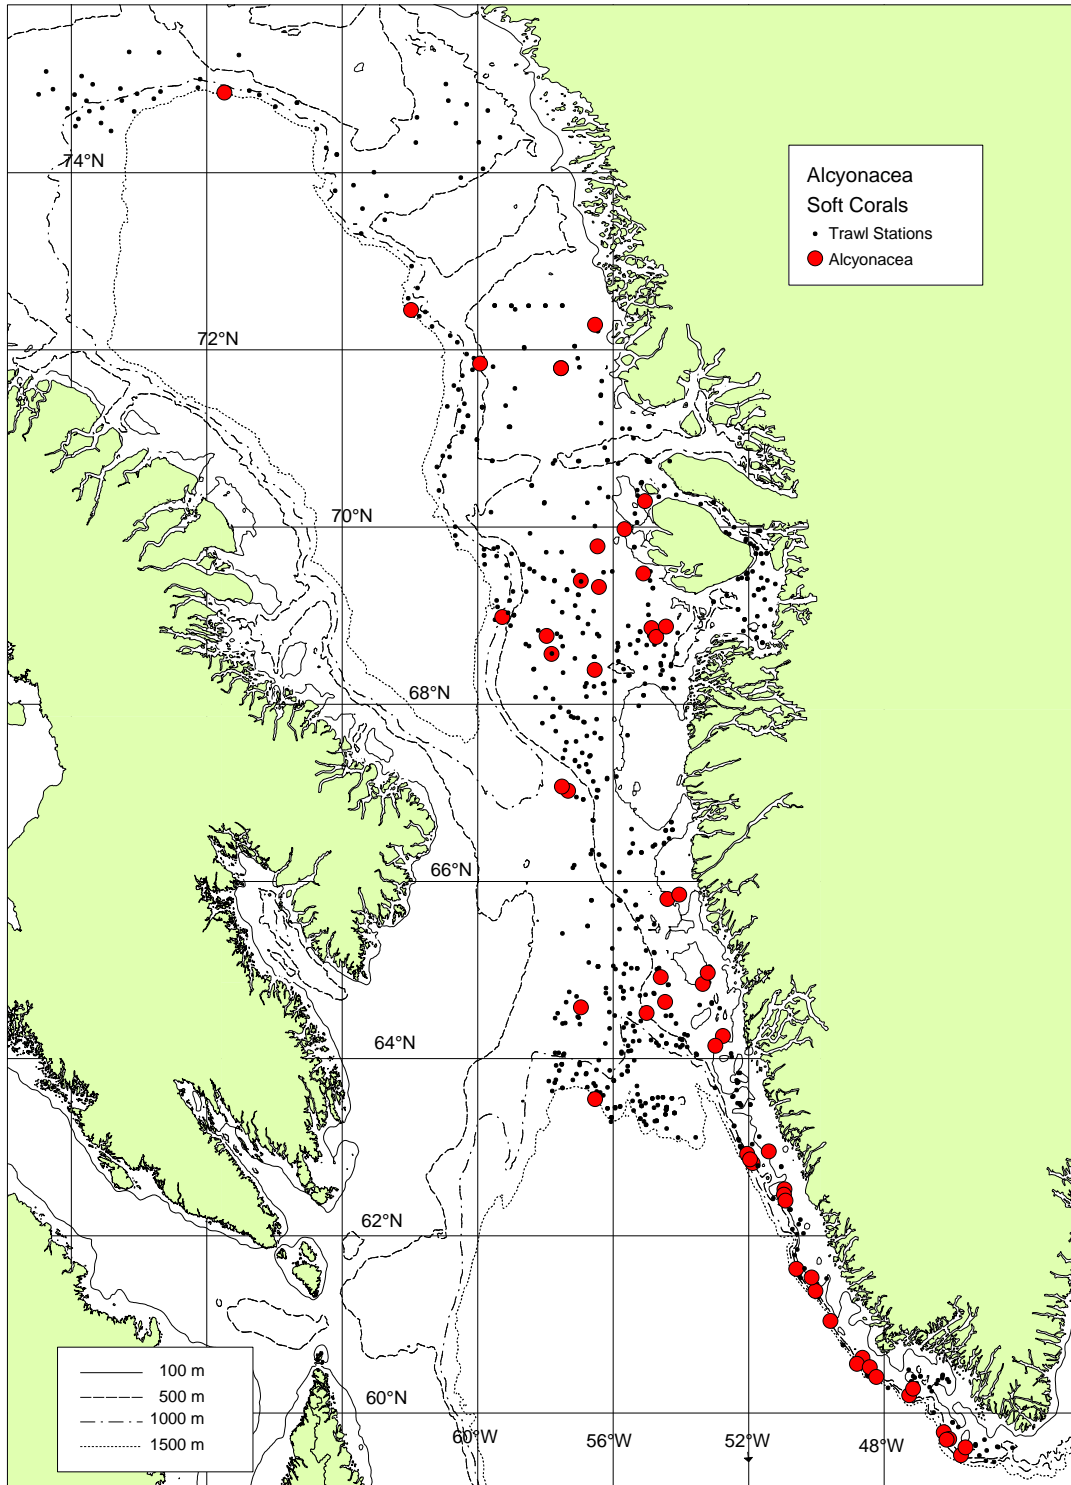 74°N
Alcyonacea
Soft Corals
Trawl Stations
Alcyonacea
72°N
70°N
68°N
66°N
64°N
62°N
100 m
500 m
1000 m
1500 m
60°N
60°W
56°W
52°W
48°W